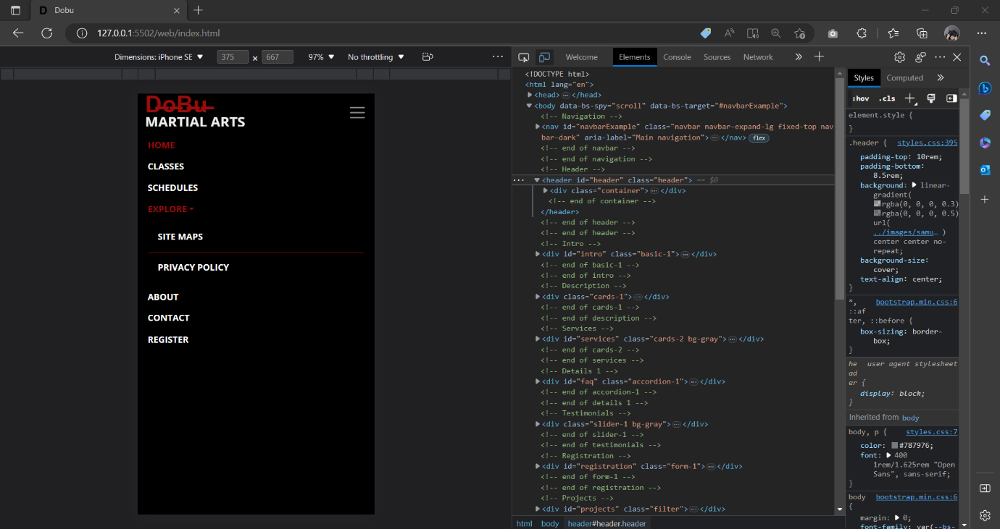 Dobu
127.0.0.1:5502/web/index.html
Dimensions: iPhone SE 375 x 667 97% No throttling
Welcome Elements Console Sources Network
DoBu
MARTIAL ARTS
HOME
CLASSES
SCHEDULES
EXPLORE
SITE MAPS
PRIVACY POLICY
ABOUT
CONTACT
REGISTER
<!DOCTYPE html>
<html lang="en">
<head> … </head>
<body data-bs-spy="scroll" data-bs-target="#navbarExample">
<!-- Navigation -->
<nav id="navbarExample" class="navbar navbar-expand-lg fixed-top nav
bar-dark" aria-label="Main navigation"> … </nav> flex
<!-- end of navbar -->
<!-- end of navigation -->
<!-- Header -->
<header id="header" class="header"> == $0
<div class="container"> … </div>
<!-- end of container -->
</header>
<!-- end of header -->
<!-- end of header -->
<!-- Intro -->
<div id="intro" class="basic-1"> … </div>
<!-- end of basic-1 -->
<!-- end of intro -->
<!-- Description -->
<div class="cards-1"> … </div>
<!-- end of cards-1 -->
<!-- end of description -->
<!-- Services -->
<div id="services" class="cards-2 bg-gray"> … </div>
<!-- end of cards-2 -->
<!-- end of services -->
<!-- Details 1 -->
<div id="faq" class="accordion-1"> … </div>
<!-- end of accordion-1 -->
<!-- end of details 1 -->
<!-- Testimonials -->
<div class="slider-1 bg-gray"> … </div>
<!-- end of slider-1 -->
<!-- end of testimonials -->
<!-- Registration -->
<div id="registration" class="form-1"> … </div>
<!-- end of form-1 -->
<!-- end of registration -->
<!-- Projects -->
<div id="projects" class="filter"> … </div>
html body header#header.header
Styles Computed
:hov .cls
element.style {
}
.header { styles.css:395
padding-top: 10rem;
padding-bottom:
8.5rem;
background: linear-
gradient(
rgba(0, 0, 0, 0.3)
rgba(0, 0, 0, 0.5)
url(
../images/samu… )
center center no-
repeat;
background-size:
cover;
text-align: center;
}
*, bootstrap.min.css:6
::af
ter, ::before {
box-sizing: border-
box;
}
he user agent stylesheet
ad
er {
display: block;
}
Inherited from body
body, p { styles.css:7
color: #787976;
font: 400
1rem/1.625rem "Open
Sans", sans-serif;
}
body bootstrap.min.css:6
{
margin: 0;
font-family: var(--bs-